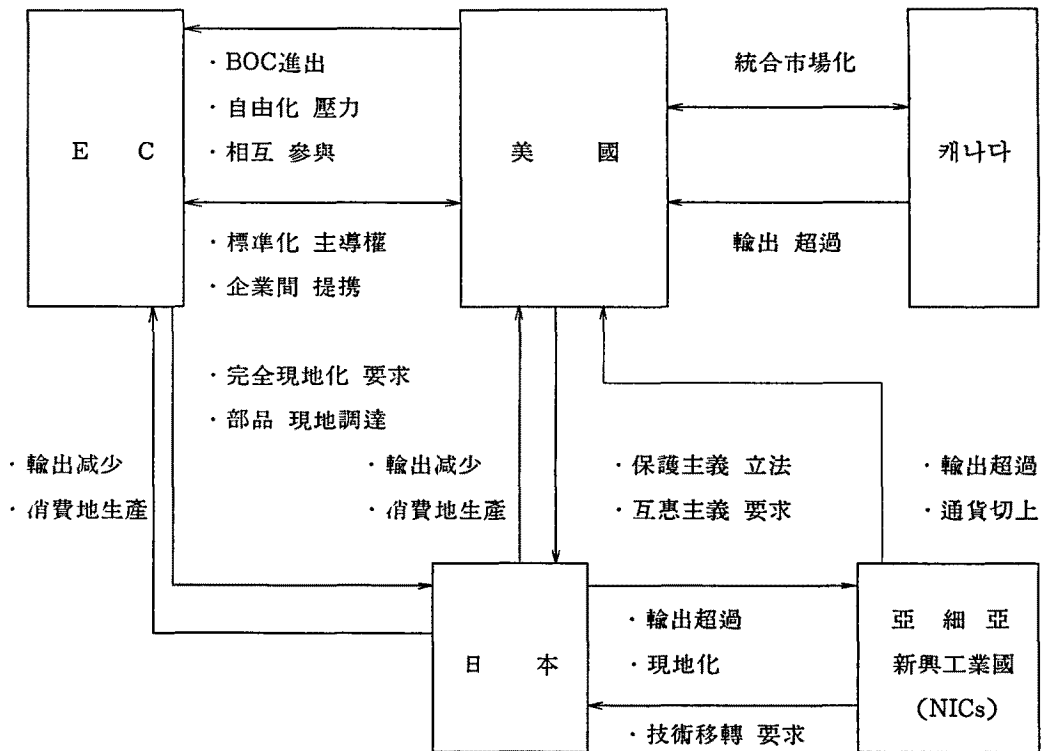 · BOC進出
· 自由化 壓力
· 相互 參與
E C
美 國
統合市場化
캐나다
輸出 超過
· 標準化 主導權
· 企業間 提携
· 完全現地化 要求
· 部品 現地調達
· 輸出減少
· 消費地生産
· 輸出減少
· 消費地生産
· 保護主義 立法
· 互惠主義 要求
· 輸出超過
· 通貨切上
日 本
· 輸出超過
· 現地化
· 技術移轉 要求
亞 細 亞
新興工業國
(NICs)